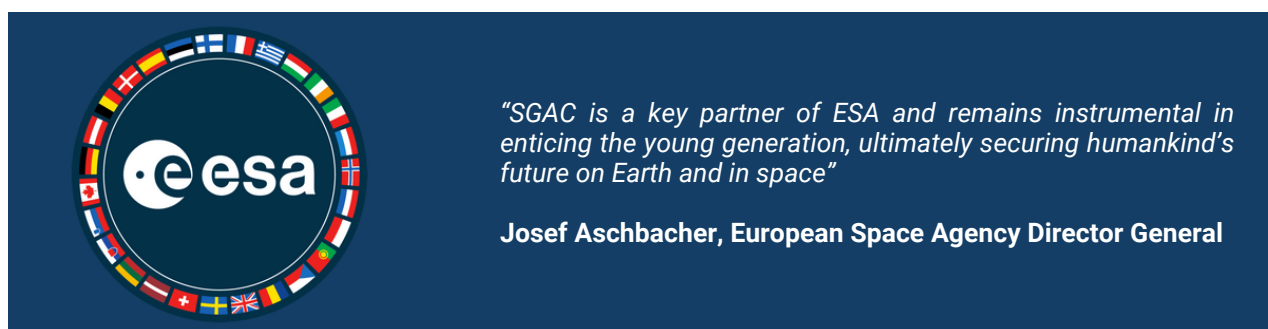 esa
“SGAC is a key partner of ESA and remains instrumental in
enticing the young generation, ultimately securing humankind’s
future on Earth and in space”
Josef Aschbacher, European Space Agency Director General